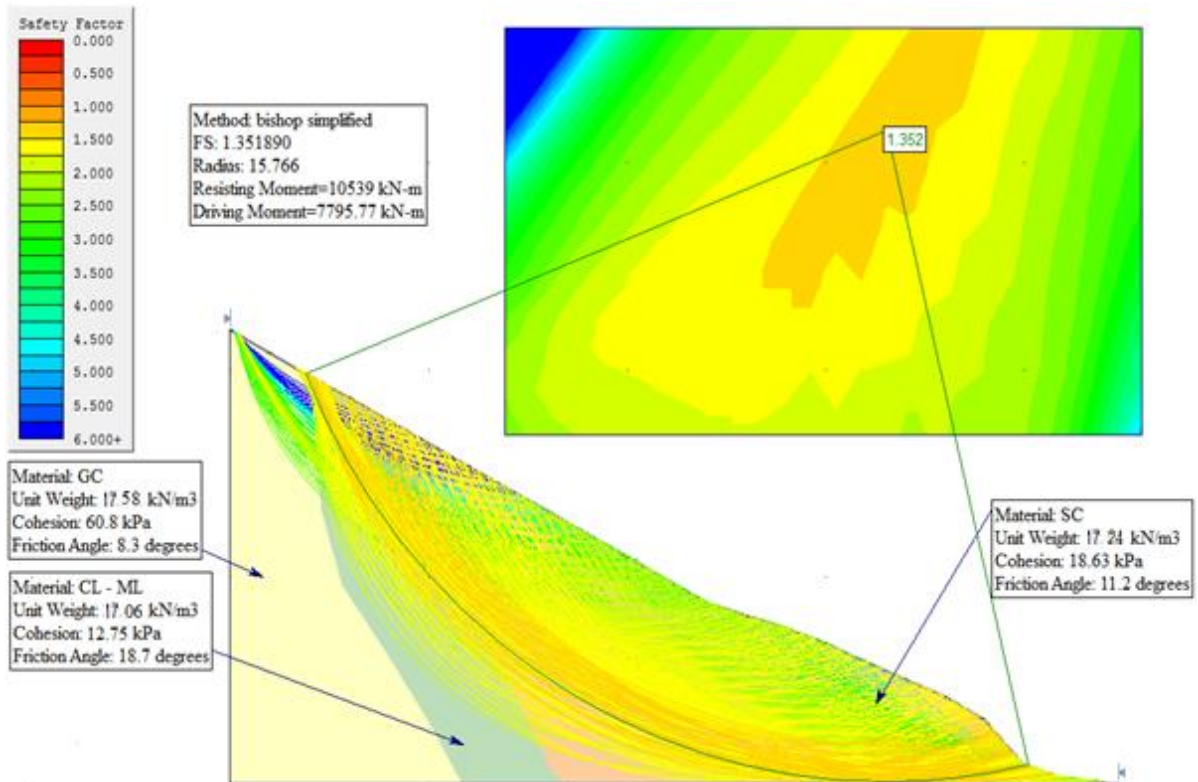 Safety Factor
0.000
0.500
1.000
1.500
2.000
2.500
3.000
3.500
4.000
4.500
5.000
5.500
6.000+
Method: bishop simplified
FS: 1.351890
Radius: 15.766
Resisting Moment=10539 kN-m
Driving Moment=7795.77 kN-m
1.352
Material: GC
Unit Weight: 17.58 kN/m3
Cohesion: 60.8 kPa
Friction Angle: 8.3 degrees
Material: CL - ML
Unit Weight: 17.06 kN/m3
Cohesion: 12.75 kPa
Friction Angle: 18.7 degrees
Material: SC
Unit Weight: 17.24 kN/m3
Cohesion: 18.63 kPa
Friction Angle: 11.2 degrees